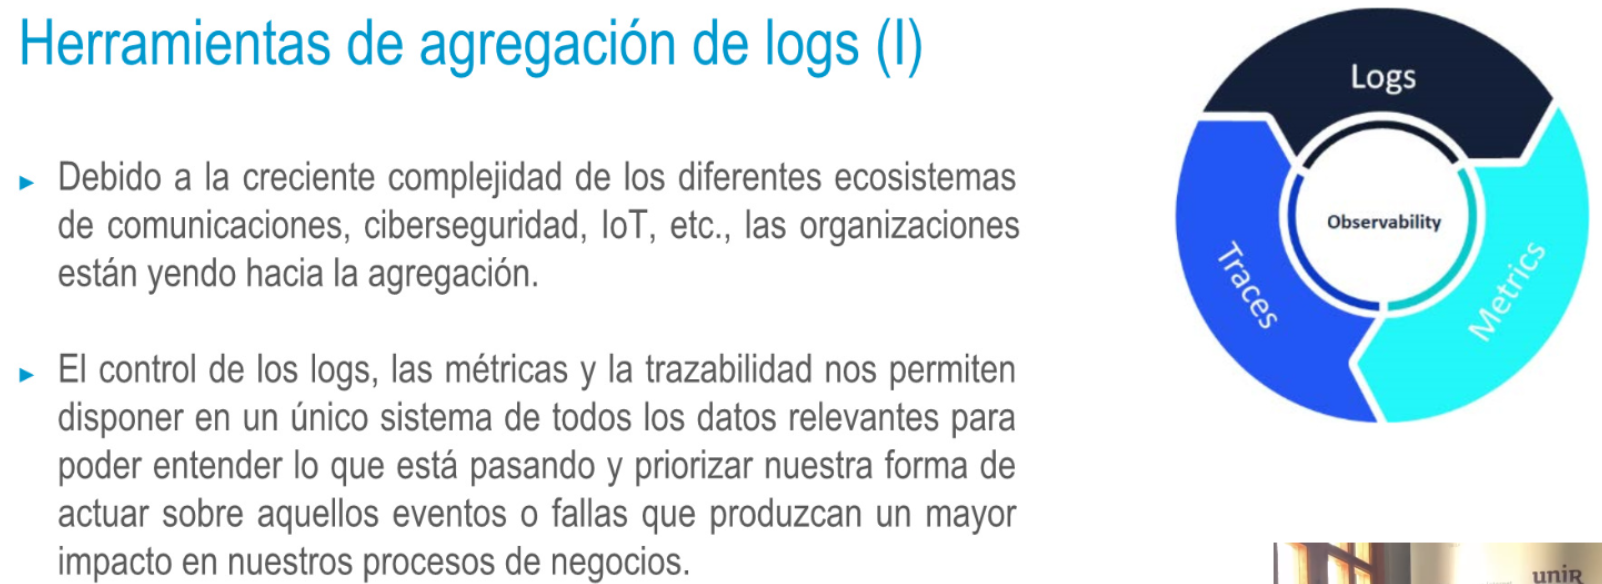 Herramientas de agregación de logs (I)
Debido a la creciente complejidad de los diferentes ecosistemas
de comunicaciones, ciberseguridad, IoT, etc., las organizaciones
están yendo hacia la agregación.
El control de los logs, las métricas y la trazabilidad nos permiten
disponer en un único sistema de todos los datos relevantes para
poder entender lo que está pasando y priorizar nuestra forma de
actuar sobre aquellos eventos o fallas que produzcan un mayor
impacto en nuestros procesos de negocios.
Logs
Observability
Traces
Metrics
unir